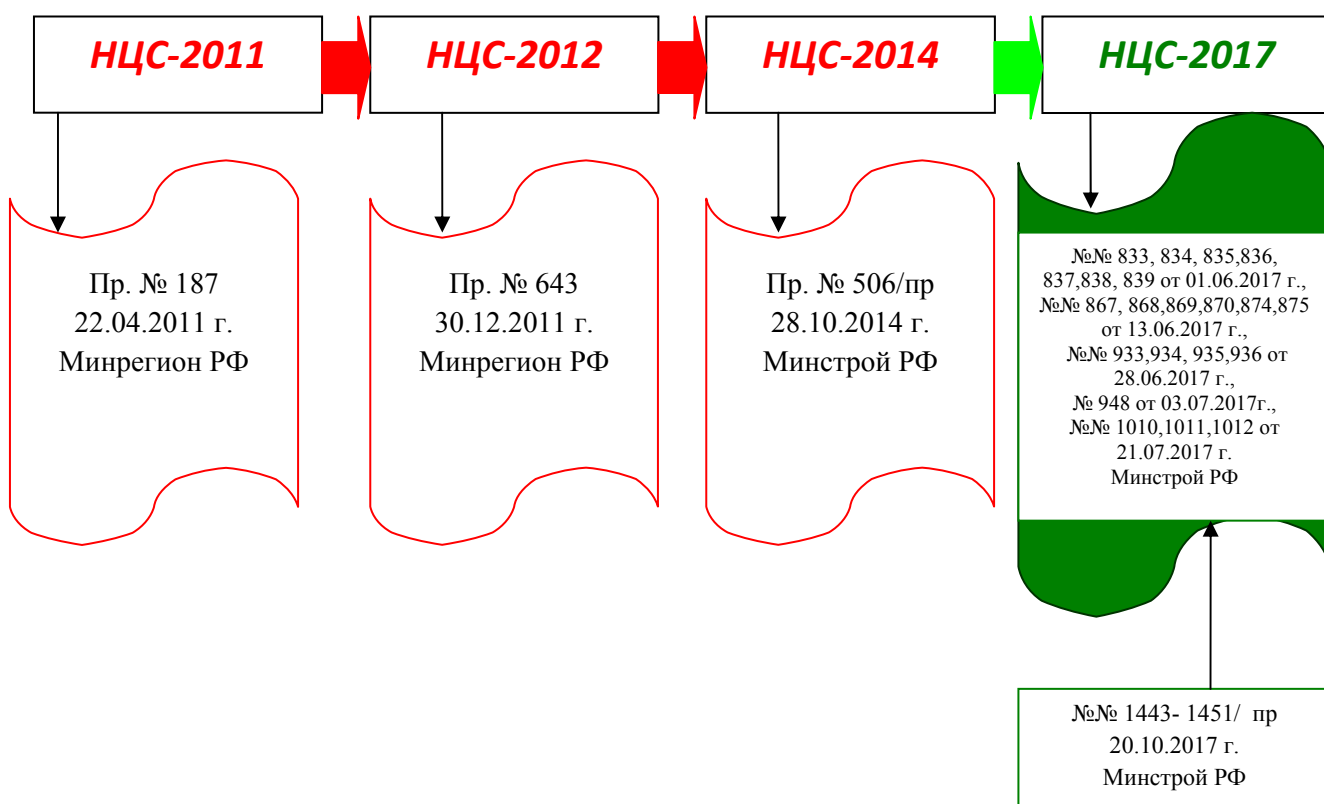 НЦС-2011
НЦС-2012
НЦС-2014
НЦС-2017
Пр. № 187
22.04.2011 г.
Минрегион РФ
Пр. № 643
30.12.2011 г.
Минрегион РФ
Пр. № 506/пр
28.10.2014 г.
Минстрой РФ
№№ 833, 834, 835,836,
837,838, 839 от 01.06.2017 г.,
№№ 867, 868,869,870,874,875
от 13.06.2017 г.,
№№ 933,934, 935,936 от
28.06.2017 г.,
№ 948 от 03.07.2017г.,
№№ 1010,1011,1012 от
21.07.2017 г.
Минстрой РФ
№№ 1443- 1451/ пр
20.10.2017 г.
Минстрой РФ